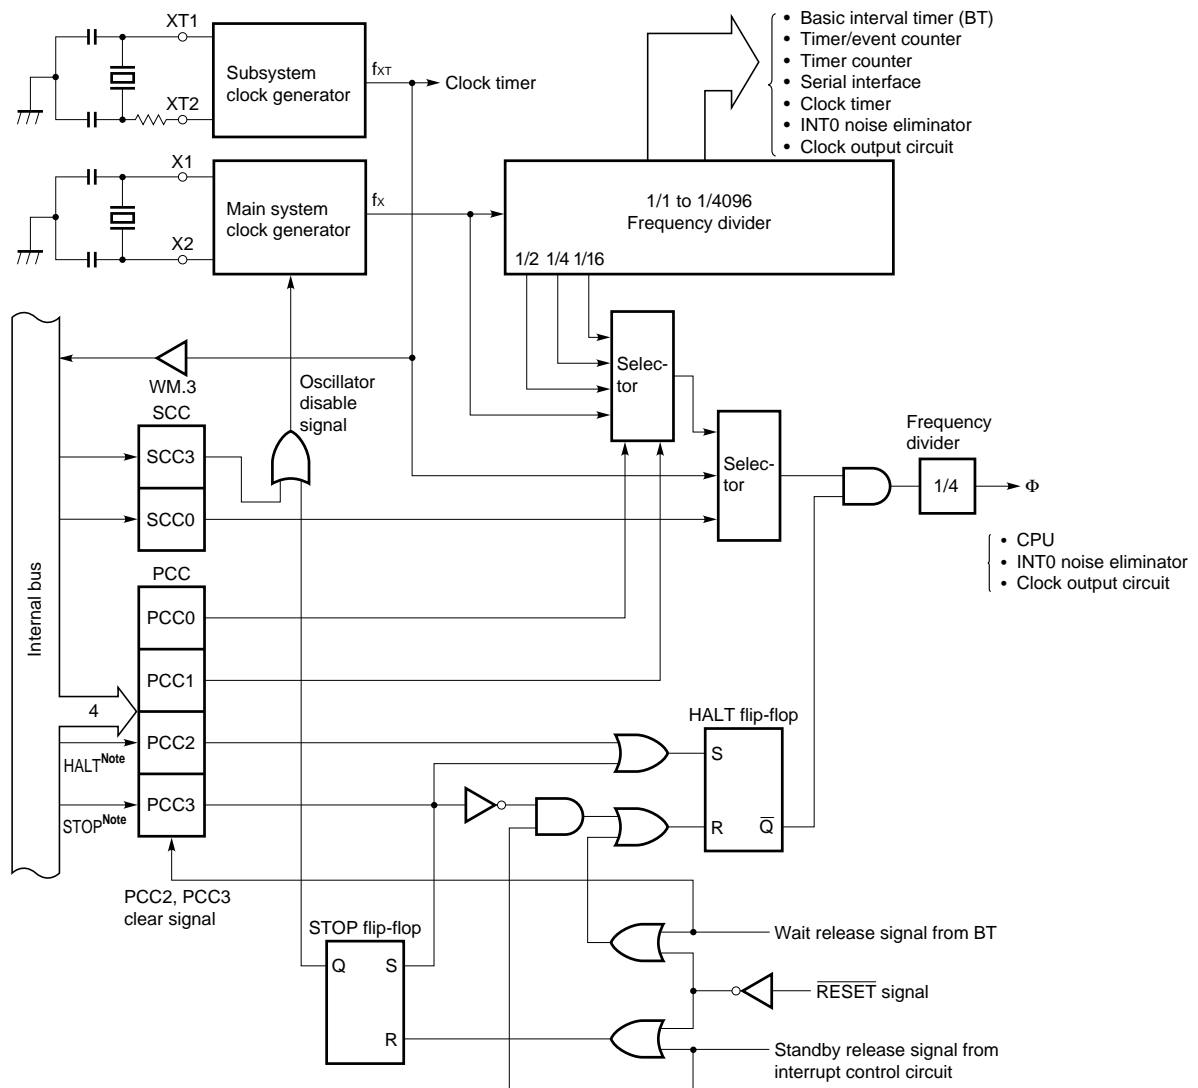 XT1
XT2
Subsystem
clock generator
fXT
Clock timer
• Basic interval timer (BT)
• Timer/event counter
• Timer counter
• Serial interface
• Clock timer
• INT0 noise eliminator
• Clock output circuit
X1
X2
Main system
clock generator
fX
1/1 to 1/4096
Frequency divider
1/2 1/4 1/16
WM.3
Oscillator
disable
signal
Selec-
tor
SCC
SCC3
SCC0
Selec-
tor
Frequency
divider
1/4
Φ
• CPU
• INT0 noise eliminator
• Clock output circuit
Internal bus
PCC
PCC0
PCC1
4
PCC2
HALTNote
PCC3
STOPNote
HALT flip-flop
S
R
Q̅
PCC2, PCC3
clear signal
STOP flip-flop
Q
S
R
Wait release signal from BT
R̅E̅S̅E̅T̅ signal
Standby release signal from
interrupt control circuit